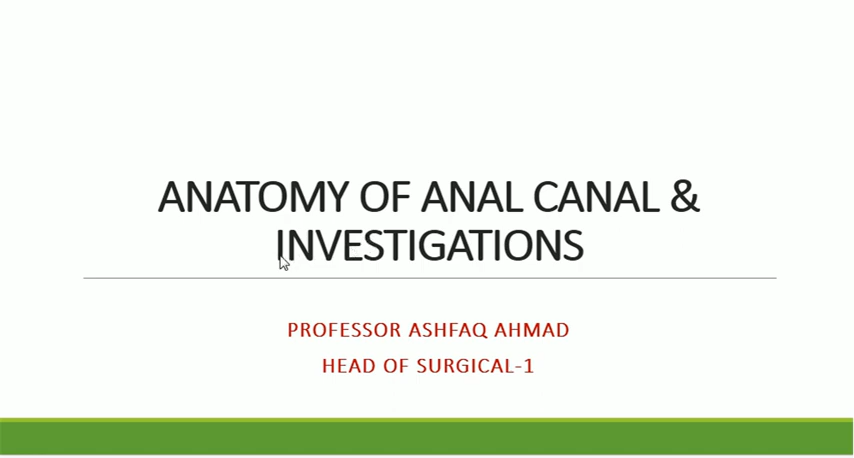 ANATOMY OF ANAL CANAL &
INVESTIGATIONS
PROFESSOR ASHFAQ AHMAD
HEAD OF SURGICAL-1